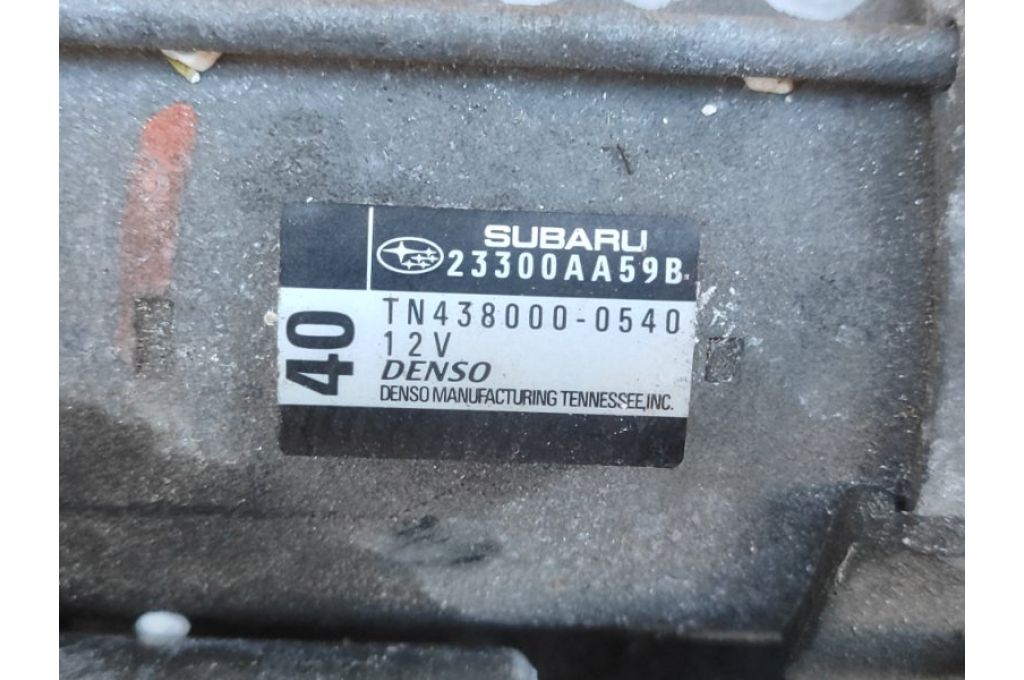 SUBARU
23300AA59B
40
TN438000-0540
12V
DENSO
DENSO MANUFACTURING TENNESSEE,INC.